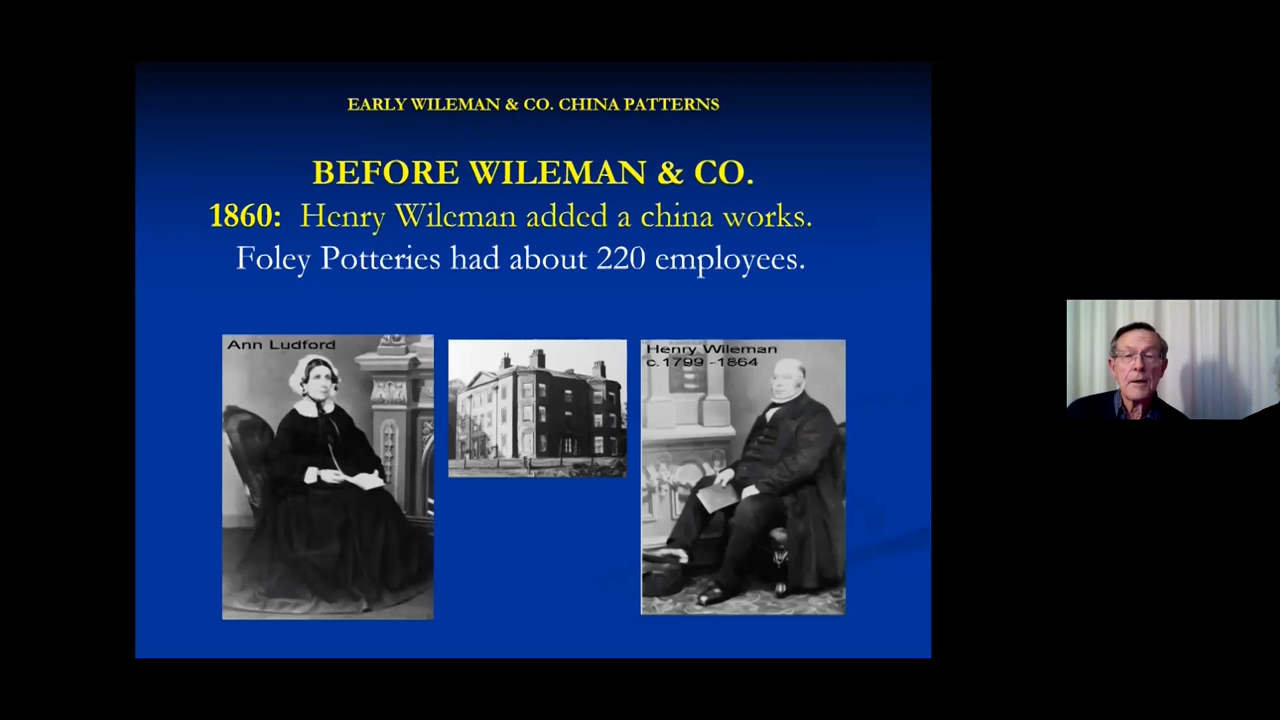 EARLY WILEMAN & CO. CHINA PATTERNS
BEFORE WILEMAN & CO.
1860: Henry Wileman added a china works.
Foley Potteries had about 220 employees.
Ann Ludford
Henry Wileman
c.1799 -1864